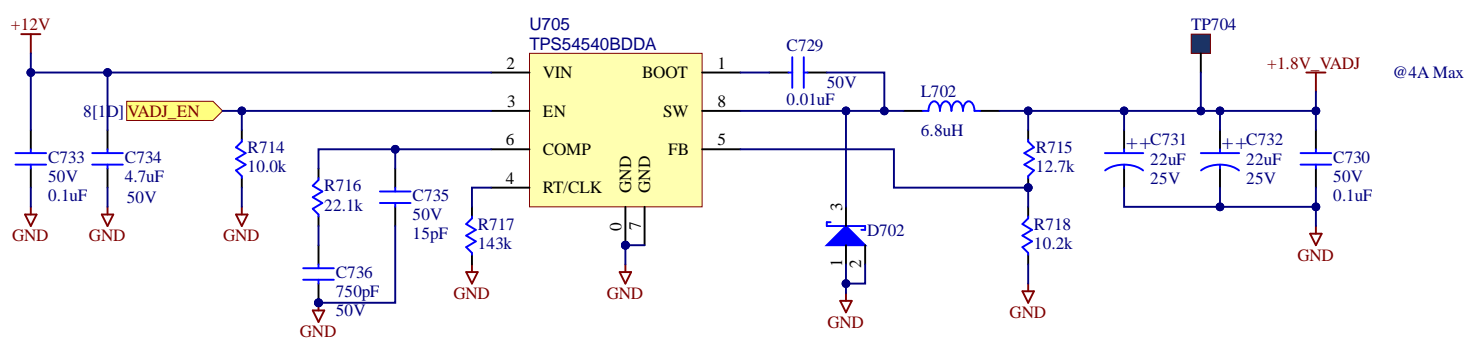 +12V
U705
TPS54540BDDA
TP704
C729
50V
0.01uF
+1.8V_VADJ
@4A Max
2
VIN
BOOT
1
8[1D]
VADJ_EN
3
EN
SW
8
L702
6.8uH
6
COMP
FB
5
4
RT/CLK
GND
GND
0
7
GND
C733
50V
0.1uF
GND
C734
4.7uF
50V
GND
R714
10.0k
GND
R716
22.1k
C735
50V
15pF
C736
750pF
50V
GND
R717
143k
GND
3
D702
1
2
GND
R715
12.7k
R718
10.2k
GND
++
C731
22uF
25V
++
C732
22uF
25V
C730
50V
0.1uF
GND